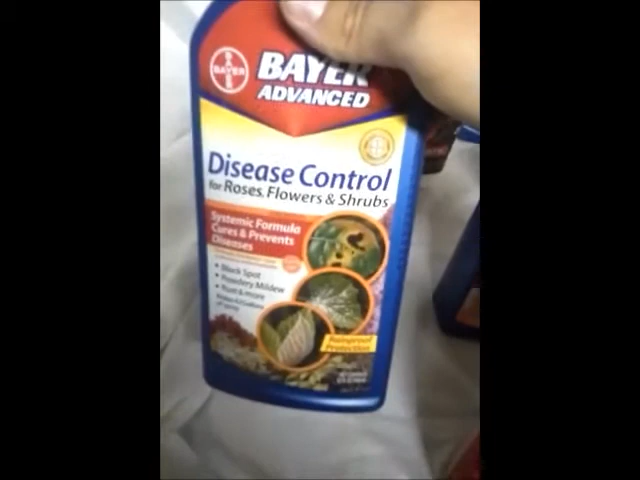 BAYER
BAYER
BAYER
ADVANCED
Disease Control
for Roses, Flowers & Shrubs
Systemic Formula
Cures & Prevents
Diseases
• Black Spot
• Powdery Mildew
• Rust & more
Rainproof
Protection